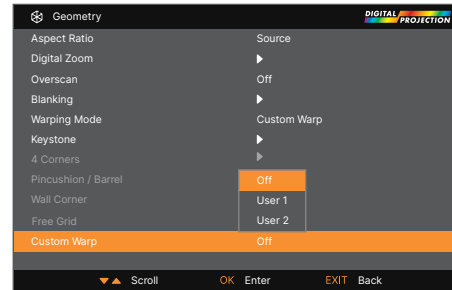 Geometry
DIGITAL PROJECTION
Aspect Ratio Source
Digital Zoom
Overscan Off
Blanking
Warping Mode Custom Warp
Keystone
4 Corners
Pincushion / Barrel Off
Wall Corner User 1
Free Grid User 2
Custom Warp Off
Scroll OK Enter EXIT Back